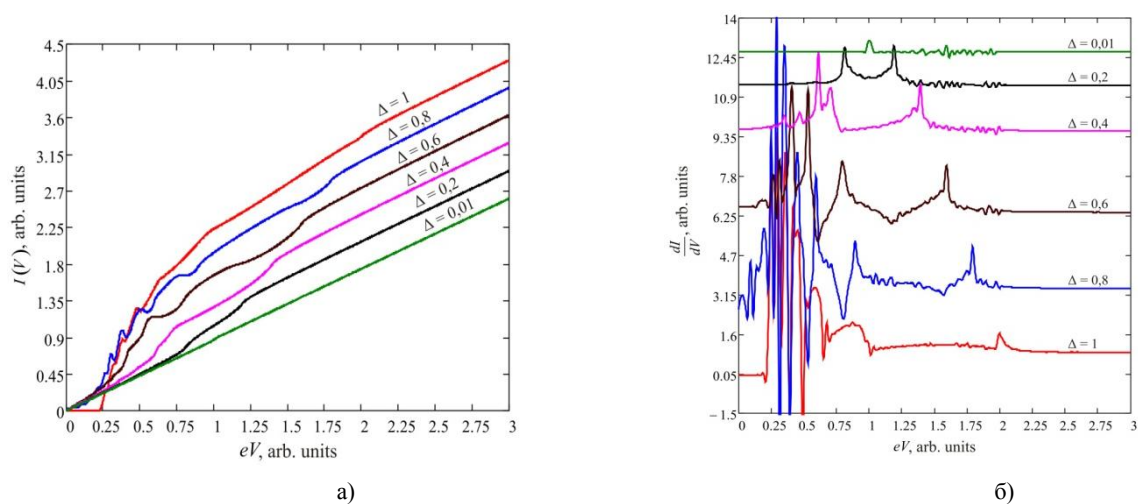 4.5
4.05
3.6
3.15
2.7
2.25
1.8
1.35
0.9
0.45
0
I(V), arb. units
Δ = 1
Δ = 0,8
Δ = 0,6
Δ = 0,4
Δ = 0,2
Δ = 0,01
0 0.25 0.5 0.75 1 1.25 1.5 1.75 2 2.25 2.5 2.75 3
eV, arb. units
а)
14
12.45
10.9
9.35
7.8
6.25
4.7
3.15
1.6
0.05
−1.5
dI/dV, arb. units
Δ = 0,01
Δ = 0,2
Δ = 0,4
Δ = 0,6
Δ = 0,8
Δ = 1
0 0.25 0.5 0.75 1 1.25 1.5 1.75 2 2.25 2.5 2.75 3
eV, arb. units
б)